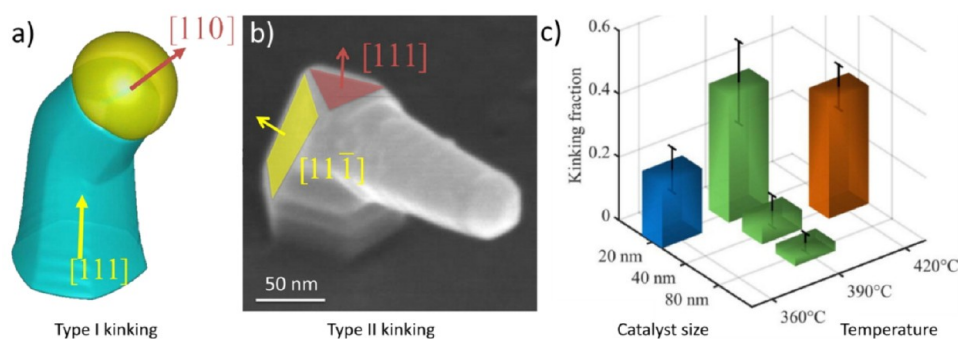 a)
[110]
[111]
Type I kinking
b)
[111]
[111̄]
50 nm
Type II kinking
c)
Kinking fraction
0.6
0.4
0.2
0
20 nm
40 nm
80 nm
360°C
390°C
420°C
Catalyst size
Temperature